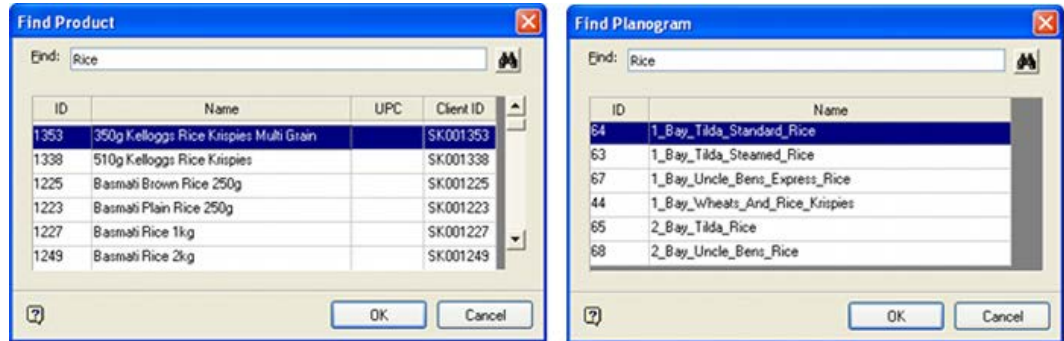 Find Product
Find: Rice
ID Name UPC Client ID
1353 350g Kelloggs Rice Krispies Multi Grain SK001353
1338 510g Kelloggs Rice Krispies SK001338
1225 Basmati Brown Rice 250g SK001225
1223 Basmati Plain Rice 250g SK001223
1227 Basmati Rice 1kg SK001227
1249 Basmati Rice 2kg SK001249
OK Cancel
Find Planogram
Find: Rice
ID Name
64 1_Bay_Tilda_Standard_Rice
63 1_Bay_Tilda_Steamed_Rice
67 1_Bay_Uncle_Bens_Express_Rice
44 1_Bay_Wheats_And_Rice_Krispies
65 2_Bay_Tilda_Rice
68 2_Bay_Uncle_Bens_Rice
OK Cancel